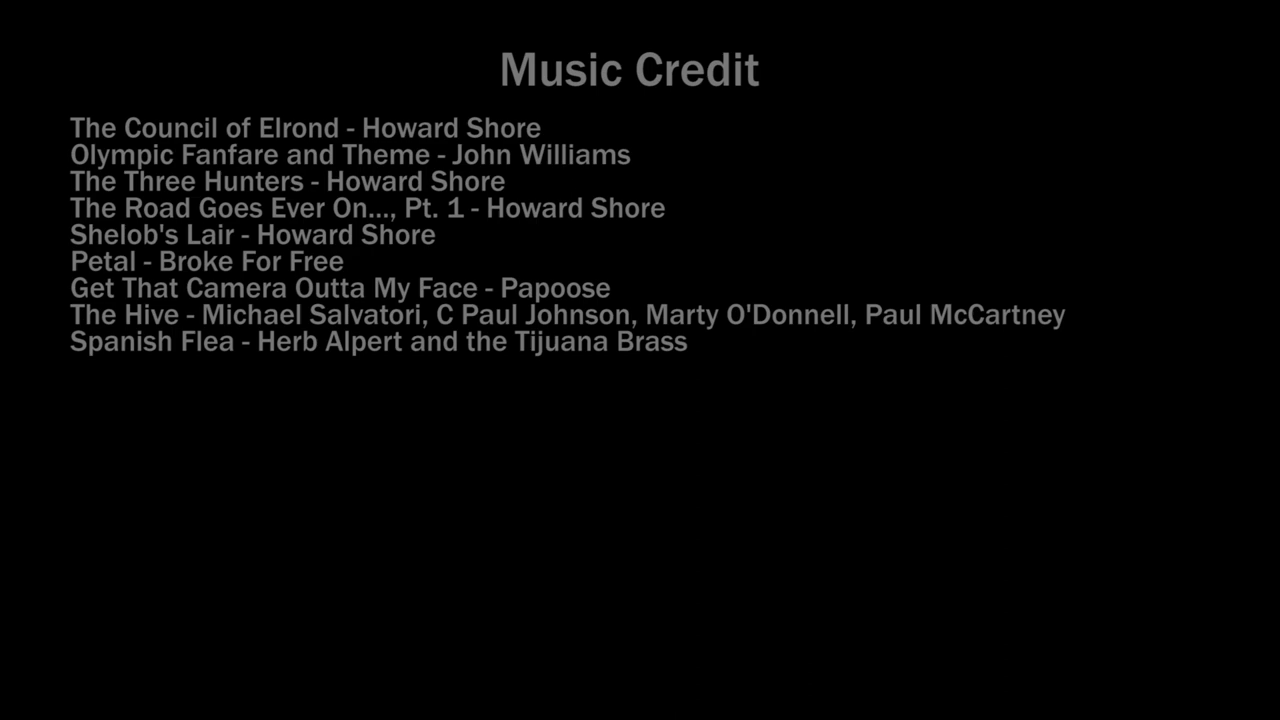 Music Credit
The Council of Elrond - Howard Shore
Olympic Fanfare and Theme - John Williams
The Three Hunters - Howard Shore
The Road Goes Ever On..., Pt. 1 - Howard Shore
Shelob's Lair - Howard Shore
Petal - Broke For Free
Get That Camera Outta My Face - Papoose
The Hive - Michael Salvatori, C Paul Johnson, Marty O'Donnell, Paul McCartney
Spanish Flea - Herb Alpert and the Tijuana Brass